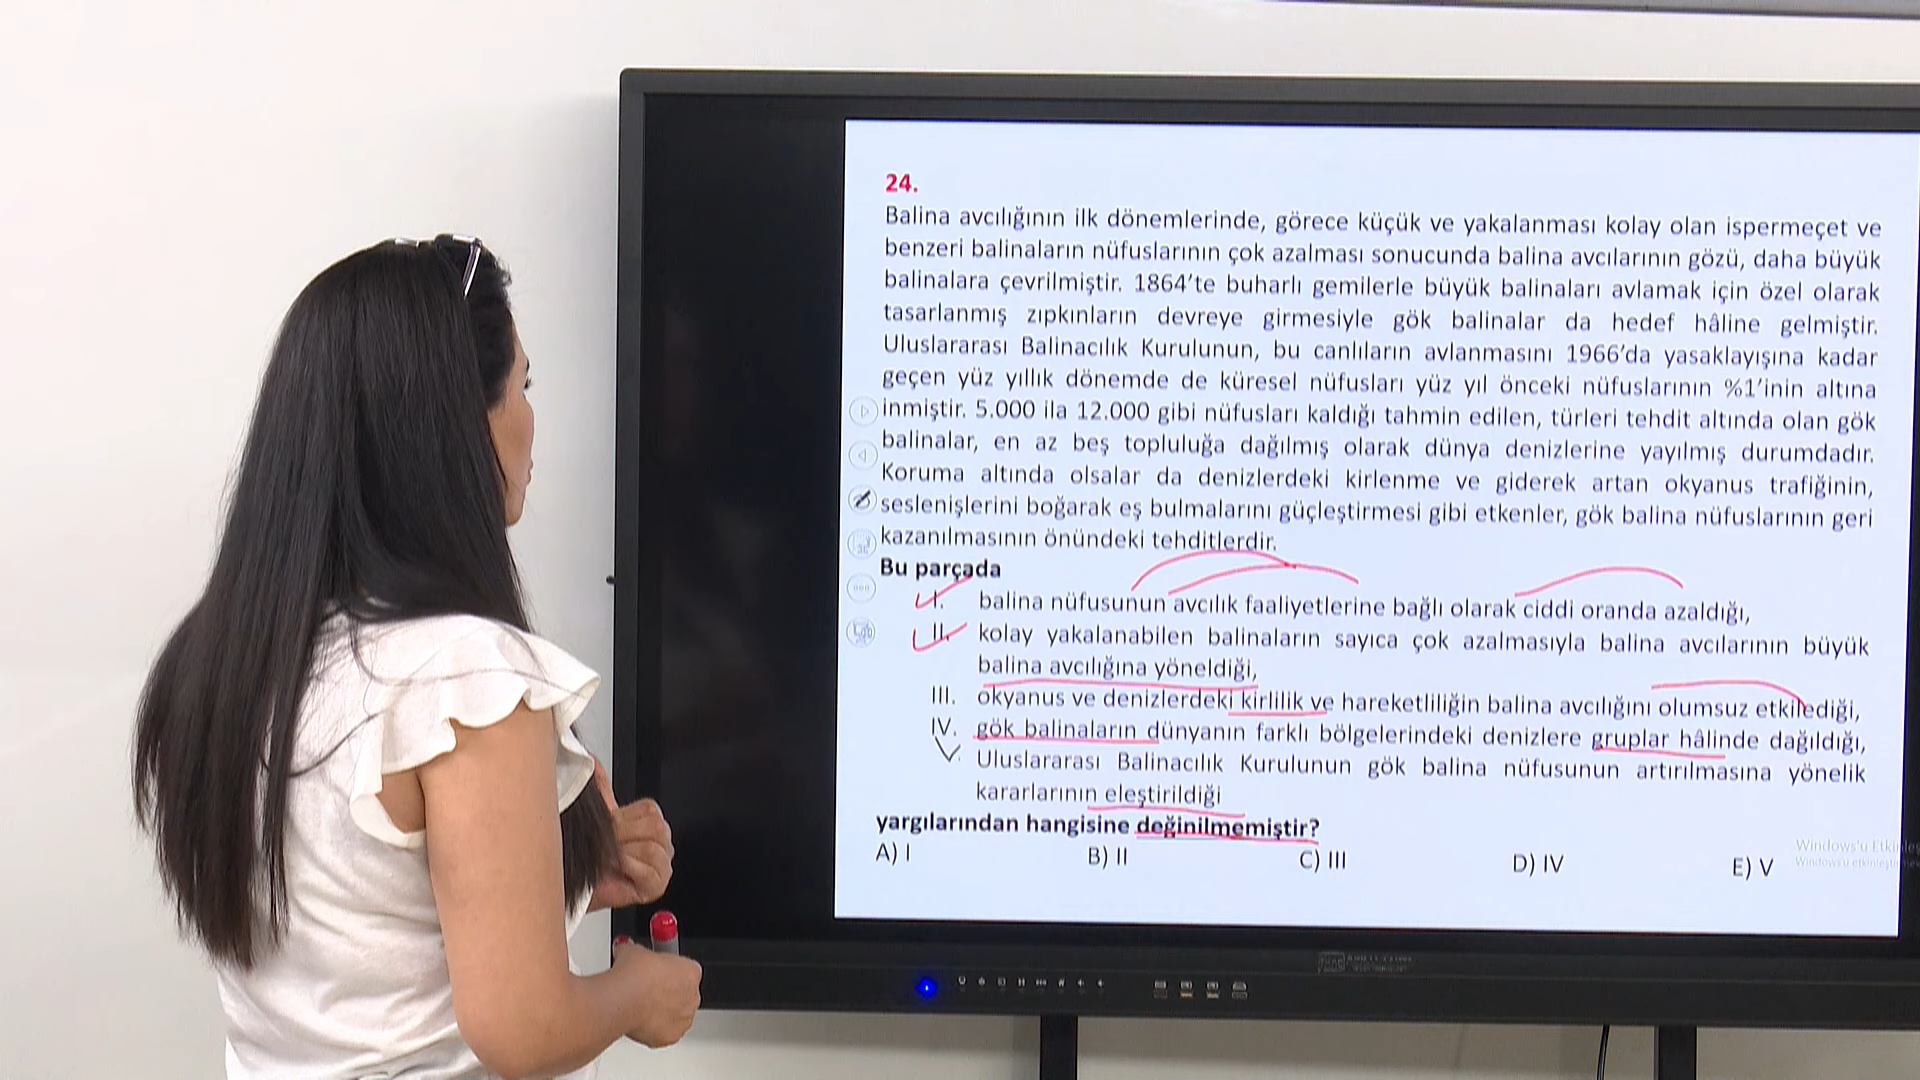 24.
Balina avcılığının ilk dönemlerinde, görece küçük ve yakalanması kolay olan ispermeçet ve
benzeri balinaların nüfuslarının çok azalması sonucunda balina avcılarının gözü, daha büyük
balinalara çevrilmiştir. 1864’te buharlı gemilerle büyük balinaları avlamak için özel olarak
tasarlanmış zıpkınların devreye girmesiyle gök balinalar da hedef hâline gelmiştir.
Uluslararası Balinacılık Kurulunun, bu canlıların avlanmasını 1966’da yasaklayışına kadar
geçen yüz yıllık dönemde de küresel nüfusları yüz yıl önceki nüfuslarının %1’inin altına
inmiştir. 5.000 ila 12.000 gibi nüfusları kaldığı tahmin edilen, türleri tehdit altında olan gök
balinalar, en az beş topluluğa dağılmış olarak dünya denizlerine yayılmış durumdadır.
Koruma altında olsalar da denizlerdeki kirlenme ve giderek artan okyanus trafiğinin,
seslenişlerini boğarak eş bulmalarını güçleştirmesi gibi etkenler, gök balina nüfuslarının geri
kazanılmasının önündeki tehditlerdir.
Bu parçada
I. balina nüfusunun avcılık faaliyetlerine bağlı olarak ciddi oranda azaldığı,
II. kolay yakalanabilen balinaların sayıca çok azalmasıyla balina avcılarının büyük
balina avcılığına yöneldiği,
III. okyanus ve denizlerdeki kirlilik ve hareketliliğin balina avcılığını olumsuz etkilediği,
IV. gök balinaların dünyanın farklı bölgelerindeki denizlere gruplar hâlinde dağıldığı,
V. Uluslararası Balinacılık Kurulunun gök balina nüfusunun artırılmasına yönelik
kararlarının eleştirildiği
yargılarından hangisine değinilmemiştir?
A) I B) II C) III D) IV E) V
Windows'u Etkinleş